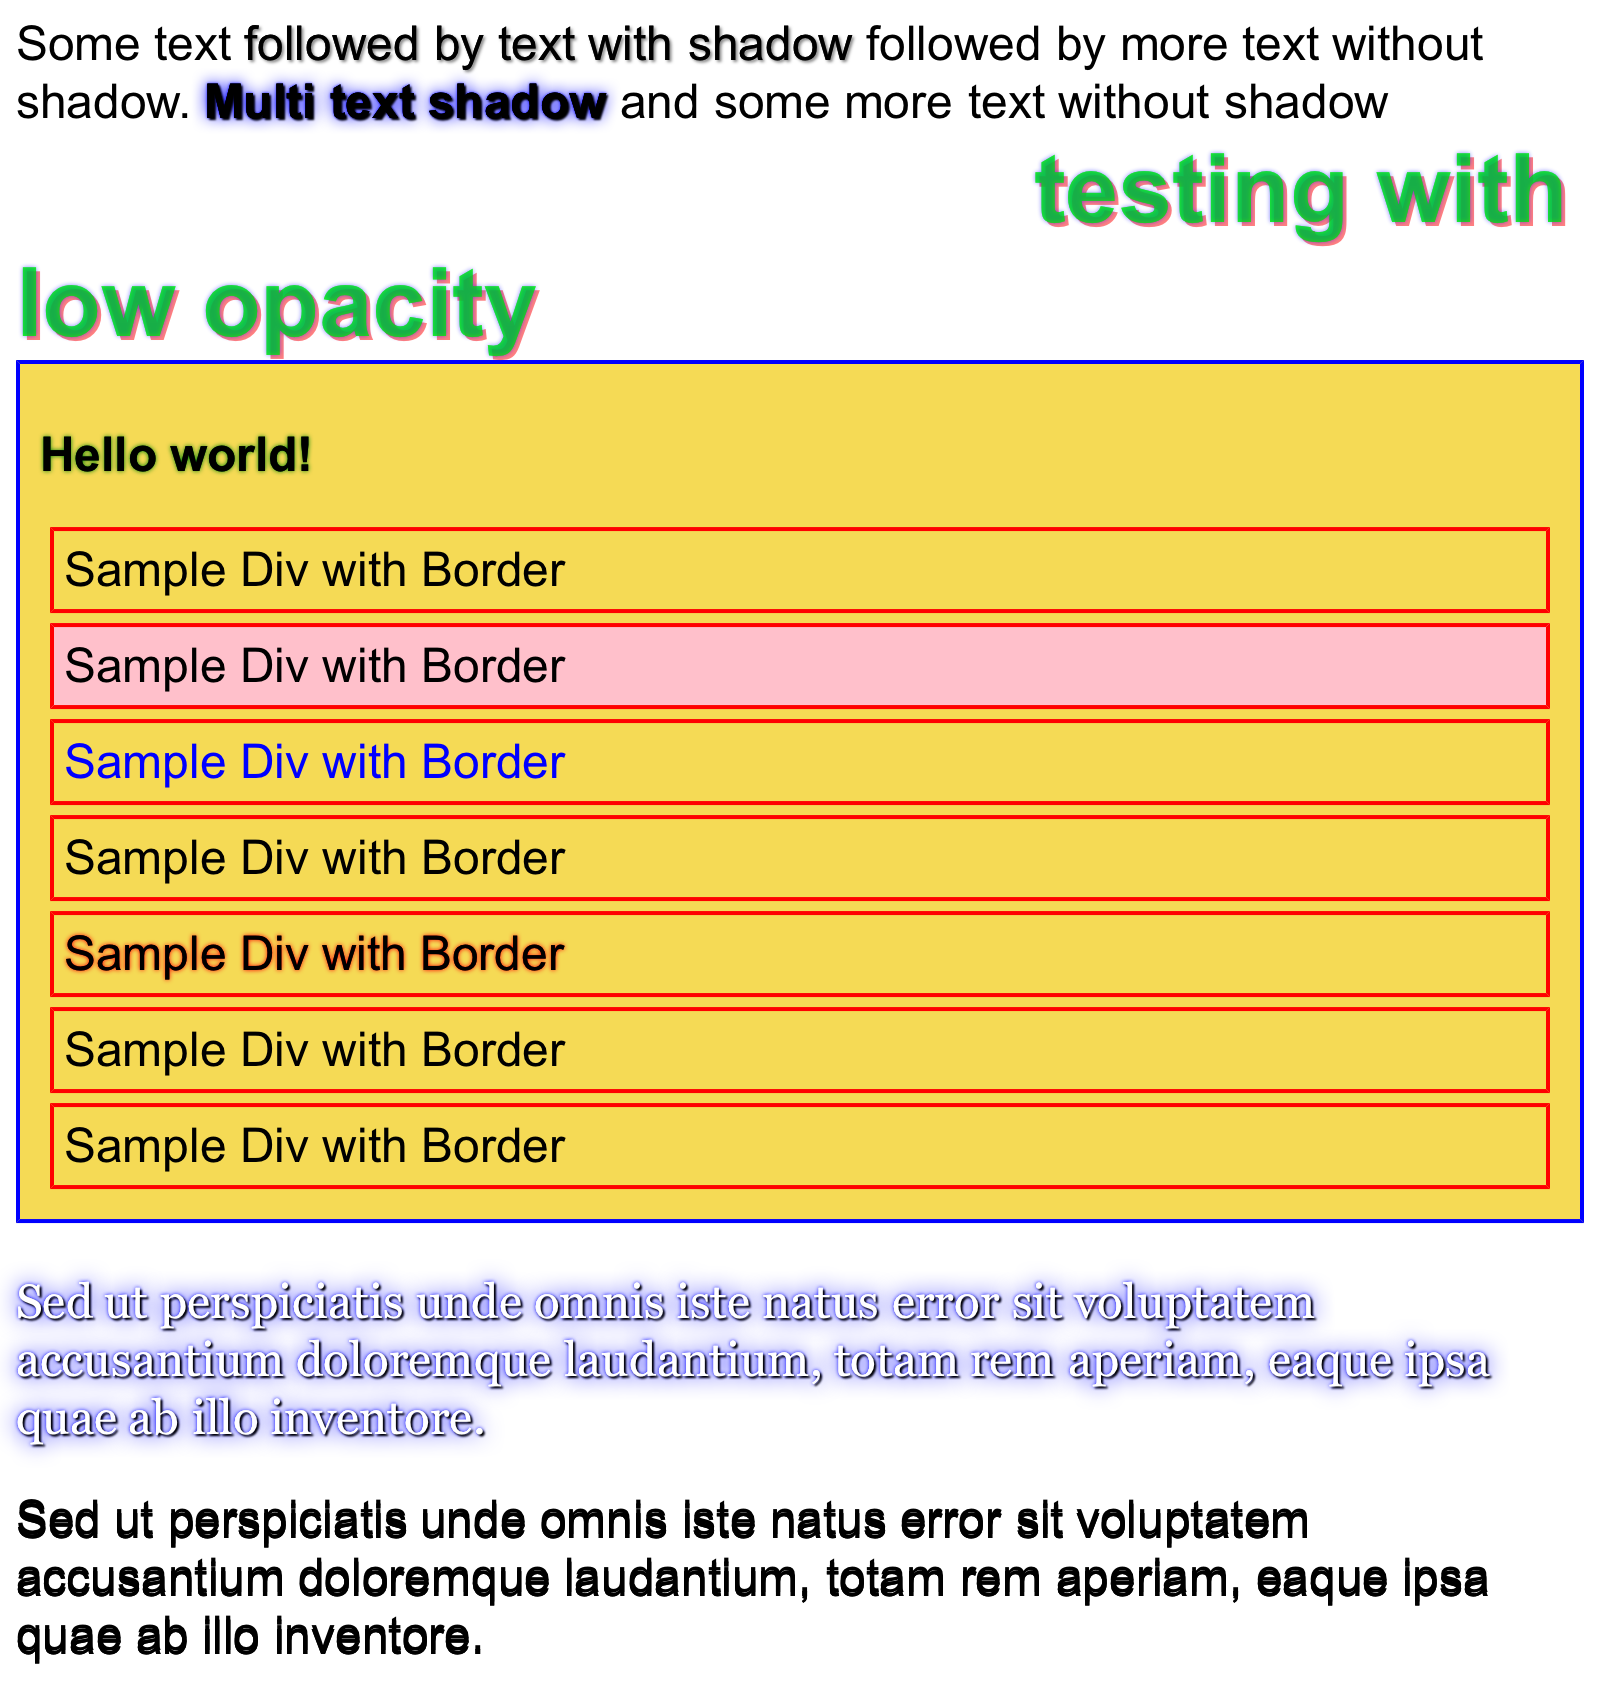 Some text followed by text with shadow followed by more text without
shadow. Multi text shadow and some more text without shadow
testing with
low opacity
Hello world!
Sample Div with Border
Sample Div with Border
Sample Div with Border
Sample Div with Border
Sample Div with Border
Sample Div with Border
Sample Div with Border
Sed ut perspiciatis unde omnis iste natus error sit voluptatem
accusantium doloremque laudantium, totam rem aperiam, eaque ipsa
quae ab illo inventore.
Sed ut perspiciatis unde omnis iste natus error sit voluptatem
accusantium doloremque laudantium, totam rem aperiam, eaque ipsa
quae ab illo inventore.